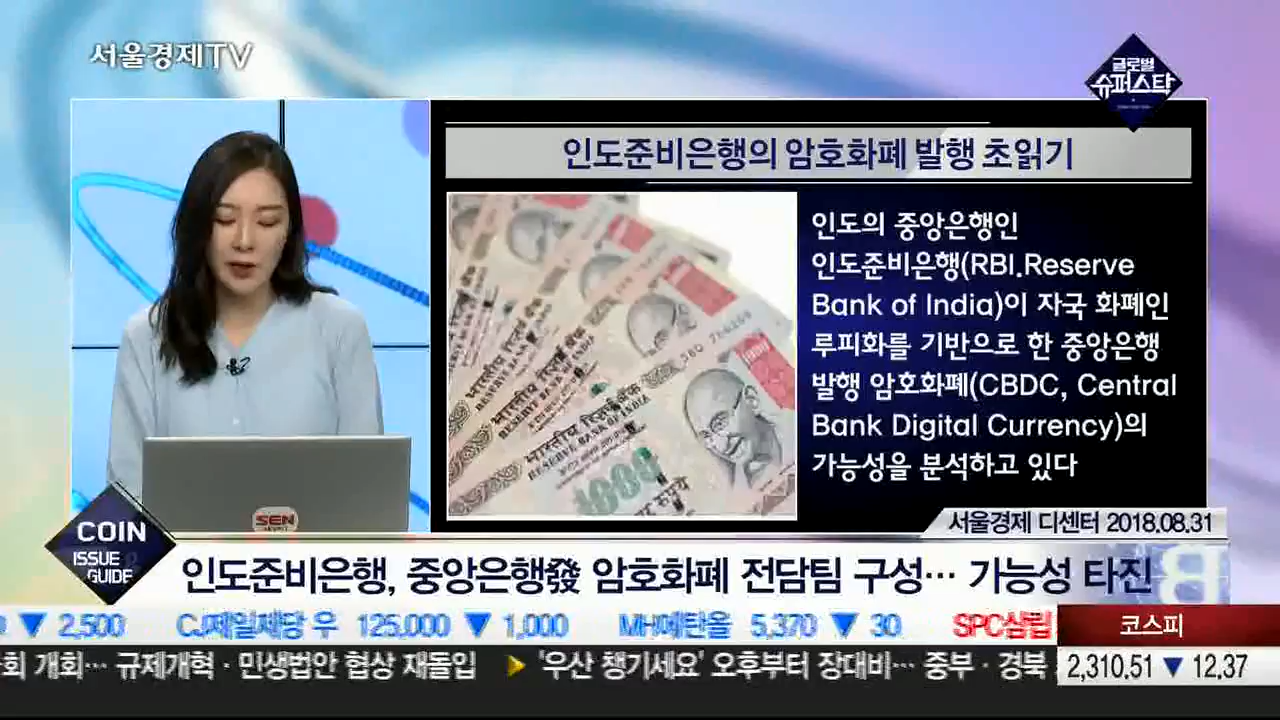 서울경제TV
글로벌
슈퍼스탁
인도준비은행의 암호화폐 발행 초읽기
인도의 중앙은행인
인도준비은행(RBI.Reserve
Bank of India)이 자국 화폐인
루피화를 기반으로 한 중앙은행
발행 암호화폐(CBDC, Central
Bank Digital Currency)의
가능성을 분석하고 있다
भारतीय रिज़र्व बैंक
RESERVE BANK OF INDIA
1000
SEN
서울경제 디센터 2018.08.31
COIN
ISSUE
GUIDE
인도준비은행, 중앙은행發 암호화폐 전담팀 구성… 가능성 타진
▼ 2,500 CJ제일제당 우 125,000 ▼ 1,000 MH에탄올 5,370 ▼ 30 SPC삼립
코스피
회 개회… 규제개혁·민생법안 협상 재돌입 ▶ '우산 챙기세요' 오후부터 장대비… 중부·경북
2,310.51 ▼ 12.37